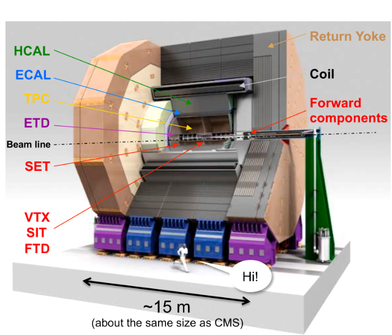 HCAL
ECAL
TPC
ETD
Beam line
SET
VTX
SIT
FTD
Return Yoke
Coil
Forward
components
Hi!
~15 m
(about the same size as CMS)